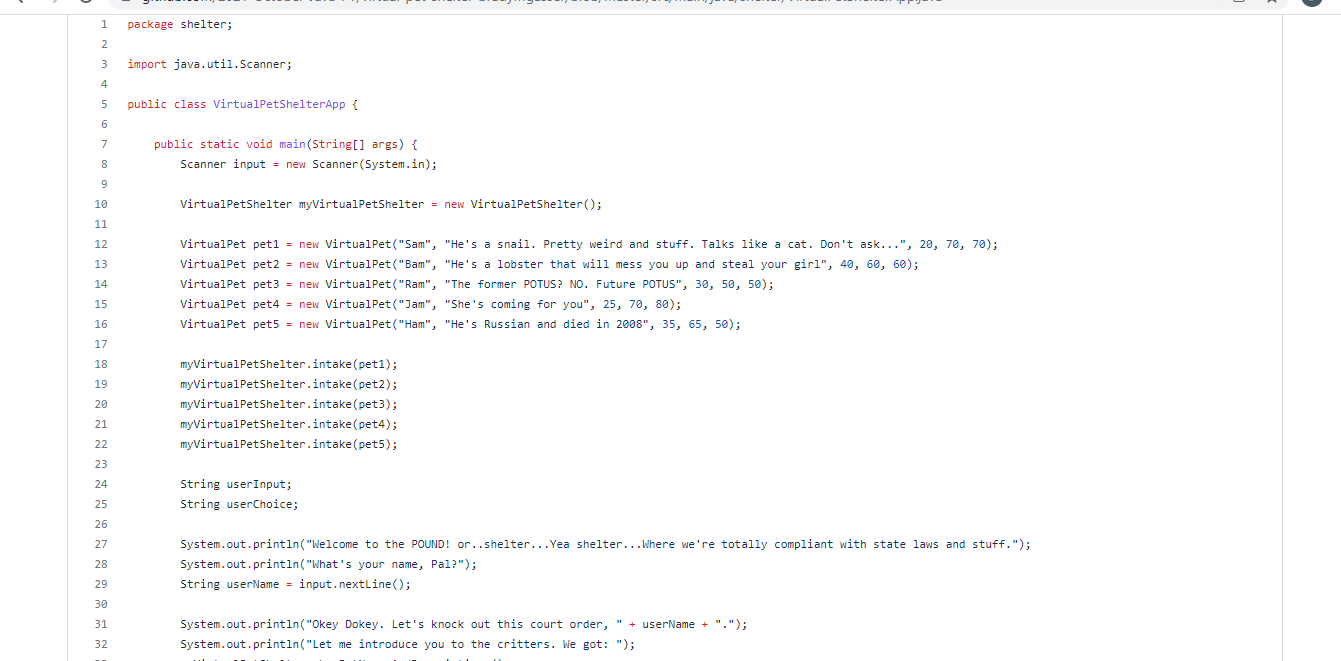 1 package shelter;
2
3 import java.util.Scanner;
4
5 public class VirtualPetShelterApp {
6
7 public static void main(String[] args) {
8 Scanner input = new Scanner(System.in);
9
10 VirtualPetShelter myVirtualPetShelter = new VirtualPetShelter();
11
12 VirtualPet pet1 = new VirtualPet("Sam", "He's a snail. Pretty weird and stuff. Talks like a cat. Don't ask...", 20, 70, 70);
13 VirtualPet pet2 = new VirtualPet("Bam", "He's a lobster that will mess you up and steal your girl", 40, 60, 60);
14 VirtualPet pet3 = new VirtualPet("Ram", "The former POTUS? NO. Future POTUS", 30, 50, 50);
15 VirtualPet pet4 = new VirtualPet("Jam", "She's coming for you", 25, 70, 80);
16 VirtualPet pet5 = new VirtualPet("Ham", "He's Russian and died in 2008", 35, 65, 50);
17
18 myVirtualPetShelter.intake(pet1);
19 myVirtualPetShelter.intake(pet2);
20 myVirtualPetShelter.intake(pet3);
21 myVirtualPetShelter.intake(pet4);
22 myVirtualPetShelter.intake(pet5);
23
24 String userInput;
25 String userChoice;
26
27 System.out.println("Welcome to the POUND! or..shelter...Yea shelter...Where we're totally compliant with state laws and stuff.");
28 System.out.println("What's your name, Pal?");
29 String userName = input.nextLine();
30
31 System.out.println("Okey Dokey. Let's knock out this court order, " + userName + ".");
32 System.out.println("Let me introduce you to the critters. We got: ");